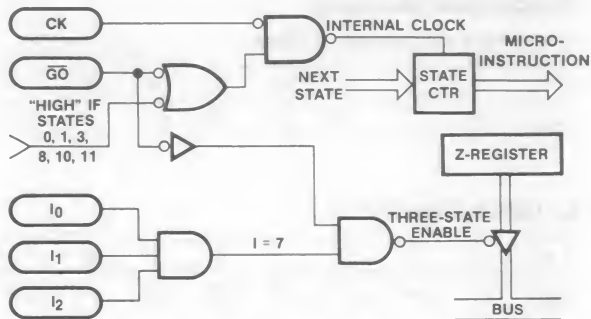 CK
INTERNAL CLOCK
MICRO-
INSTRUCTION
GO
NEXT
STATE
STATE
CTR
"HIGH" IF
STATES
0, 1, 3,
8, 10, 11
Z-REGISTER
I0
I1
I2
I = 7
THREE-STATE
ENABLE
BUS